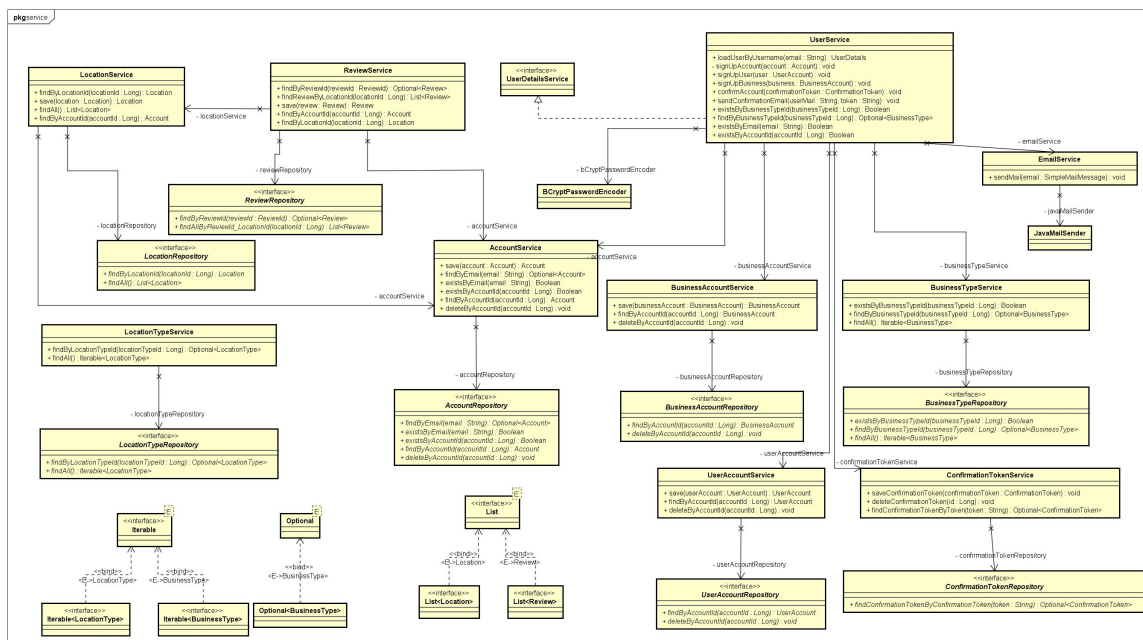 pkg service
LocationService
+ findByLocationId(locationId : Long) : Location
+ save(location : Location) : Location
+ findAll() : List<Location>
+ findByAccountId(accountId : Long) : Account
ReviewService
+ findByReviewId(reviewId : ReviewId) : Optional<Review>
+ findReviewByLocationId(locationId : Long) : List<Review>
+ save(review : Review) : Review
+ findByAccountId(accountId : Long) : Account
+ findByLocationId(locationId : Long) : Location
- locationService
<<interface>>
UserDetailsService
UserService
+ loadUserByUsername(email : String) : UserDetails
- signUpAccount(account : Account) : void
+ signUpUser(user : UserAccount) : void
+ signUpBusiness(business : BusinessAccount) : void
+ confirmAccount(confirmationToken : ConfirmationToken) : void
+ sendConfirmationEmail(userMail : String, token : String) : void
+ existsByBusinessTypeId(businessTypeId : Long) : Boolean
+ findByBusinessTypeId(businessTypeId : Long) : Optional<BusinessType>
+ existsByEmail(email : String) : Boolean
+ existsByAccountId(accountId : Long) : Boolean
- emailService
EmailService
+ sendMail(email : SimpleMailMessage) : void
- javaMailSender
JavaMailSender
- bCryptPasswordEncoder
BCryptPasswordEncoder
- reviewRepository
<<interface>>
ReviewRepository
+ findByReviewId(reviewId : ReviewId) : Optional<Review>
+ findAllByReviewId_LocationId(locationId : Long) : List<Review>
- locationRepository
<<interface>>
LocationRepository
+ findByLocationId(locationId : Long) : Location
+ findAll() : List<Location>
- accountService
AccountService
+ save(account : Account) : Account
+ findByEmail(email : String) : Optional<Account>
+ existsByEmail(email : String) : Boolean
+ existsByAccountId(accountId : Long) : Boolean
+ findByAccountId(accountId : Long) : Account
+ deleteByAccountId(accountId : Long) : void
- accountService
- accountService
- businessAccountService
BusinessAccountService
+ save(businessAccount : BusinessAccount) : BusinessAccount
+ findByAccountId(accountId : Long) : BusinessAccount
+ deleteByAccountId(accountId : Long) : void
- businessTypeService
BusinessTypeService
+ existsByBusinessTypeId(businessTypeId : Long) : Boolean
+ findByBusinessTypeId(businessTypeId : Long) : Optional<BusinessType>
+ findAll() : Iterable<BusinessType>
LocationTypeService
+ findByLocationTypeId(locationTypeId : Long) : Optional<LocationType>
+ findAll() : Iterable<LocationType>
- locationTypeRepository
<<interface>>
LocationTypeRepository
+ findByLocationTypeId(locationTypeId : Long) : Optional<LocationType>
+ findAll() : Iterable<LocationType>
- accountRepository
<<interface>>
AccountRepository
+ findByEmail(email : String) : Optional<Account>
+ existsByEmail(email : String) : Boolean
+ existsByAccountId(accountId : Long) : Boolean
+ findByAccountId(accountId : Long) : Account
+ deleteByAccountId(accountId : Long) : void
- businessAccountRepository
<<interface>>
BusinessAccountRepository
+ findByAccountId(accountId : Long) : BusinessAccount
+ deleteByAccountId(accountId : Long) : void
- businessTypeRepository
<<interface>>
BusinessTypeRepository
+ existsByBusinessTypeId(businessTypeId : Long) : Boolean
+ findByBusinessTypeId(businessTypeId : Long) : Optional<BusinessType>
+ findAll() : Iterable<BusinessType>
- userAccountService
UserAccountService
+ save(userAccount : UserAccount) : UserAccount
+ findByAccountId(accountId : Long) : UserAccount
+ deleteByAccountId(accountId : Long) : void
- confirmationTokenService
ConfirmationTokenService
+ saveConfirmationToken(confirmationToken : ConfirmationToken) : void
+ deleteConfirmationToken(id : Long) : void
+ findConfirmationTokenByToken(token : String) : Optional<ConfirmationToken>
- userAccountRepository
<<interface>>
UserAccountRepository
+ findByAccountId(accountId : Long) : UserAccount
+ deleteByAccountId(accountId : Long) : void
- confirmationTokenRepository
<<interface>>
ConfirmationTokenRepository
+ findConfirmationTokenByConfirmationToken(token : String) : Optional<ConfirmationToken>
E
<<interface>>
Iterable
<<bind>>
<E->LocationType>
<<bind>>
<E->BusinessType>
<<interface>>
Iterable<LocationType>
<<interface>>
Iterable<BusinessType>
E
Optional
<<bind>>
<E->BusinessType>
Optional<BusinessType>
E
<<interface>>
List
<<bind>>
<E->Location>
<<bind>>
<E->Review>
<<interface>>
List<Location>
<<interface>>
List<Review>